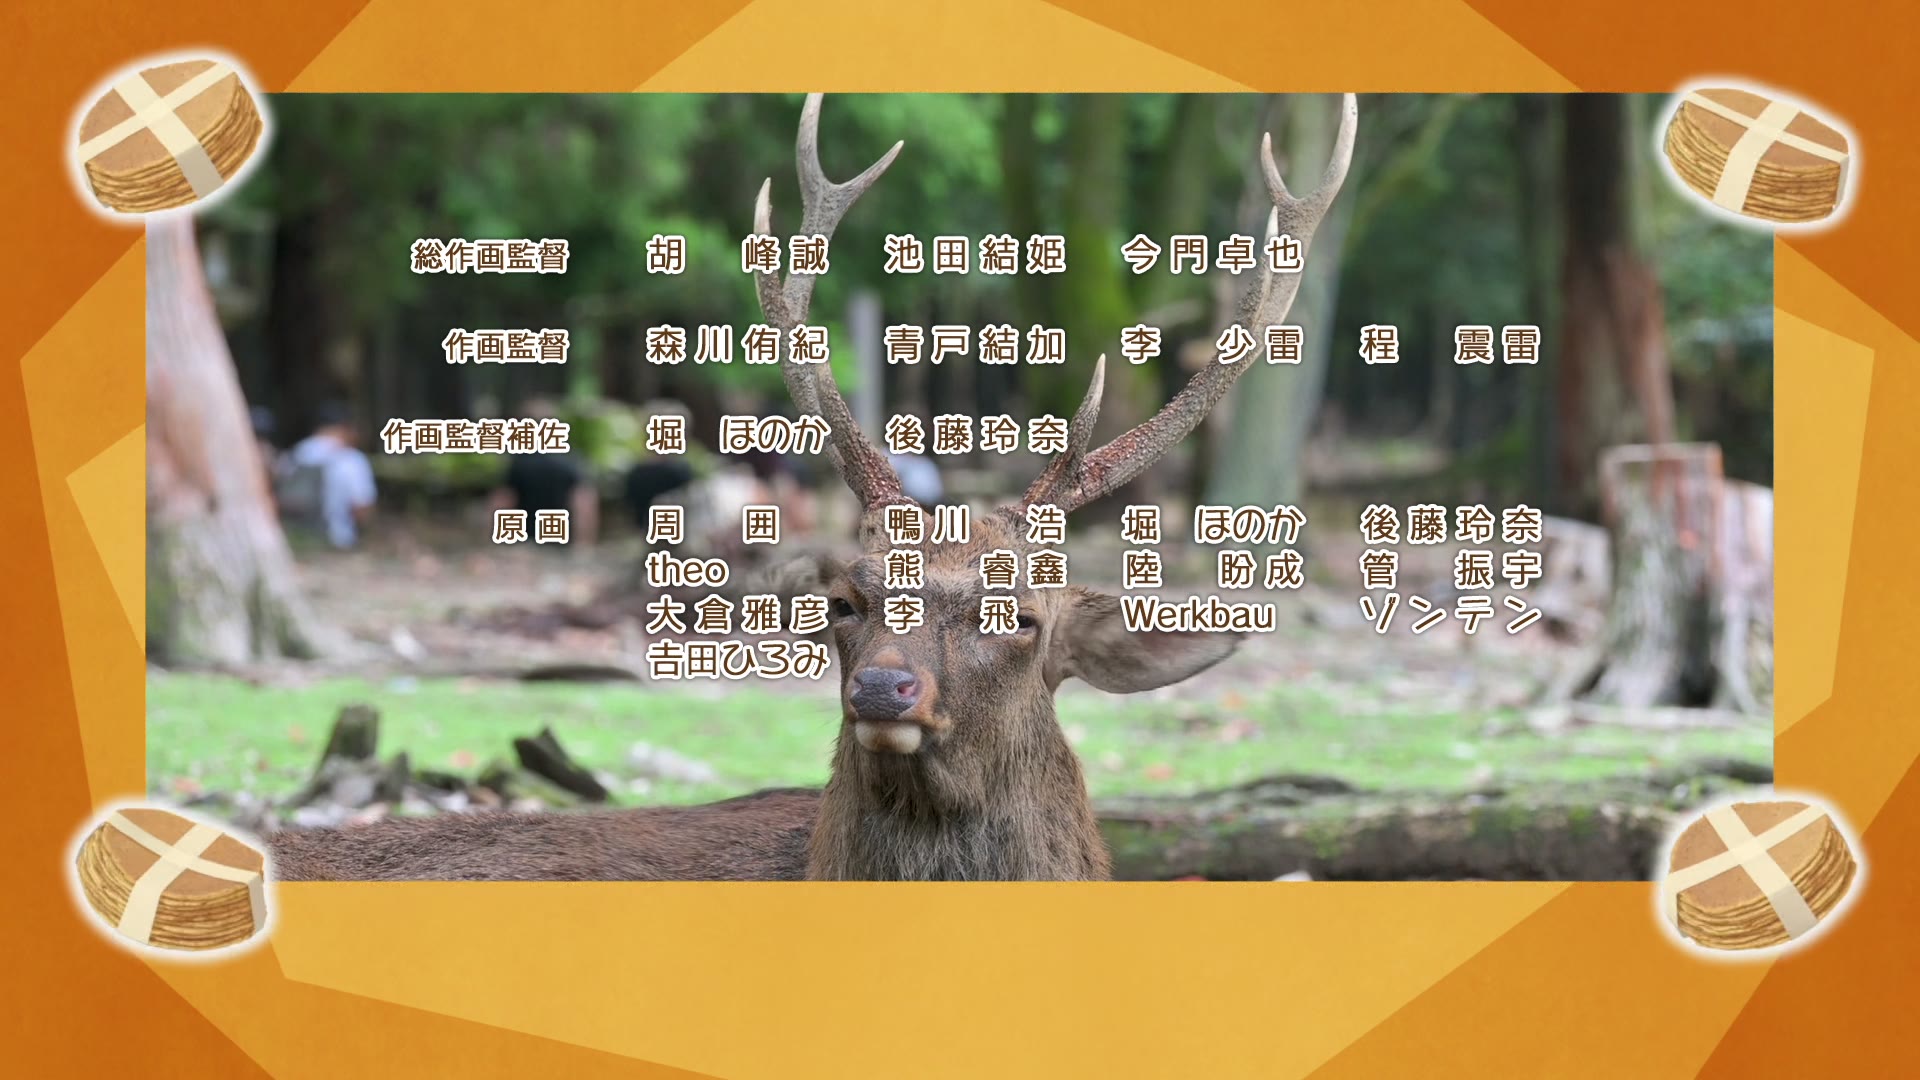 総作画監督 胡 峰誠 池田結姫 今門卓也
作画監督 森川侑紀 青戸結加 李 少雷 程 震雷
作画監督補佐 堀 ほのか 後藤玲奈
原画 周 囲 鴨川 浩 堀 ほのか 後藤玲奈
theo 熊 睿鑫 陸 盼成 管 振宇
大倉雅彦 李 飛 Werkbau ゾンテン
𠮷田ひろみ